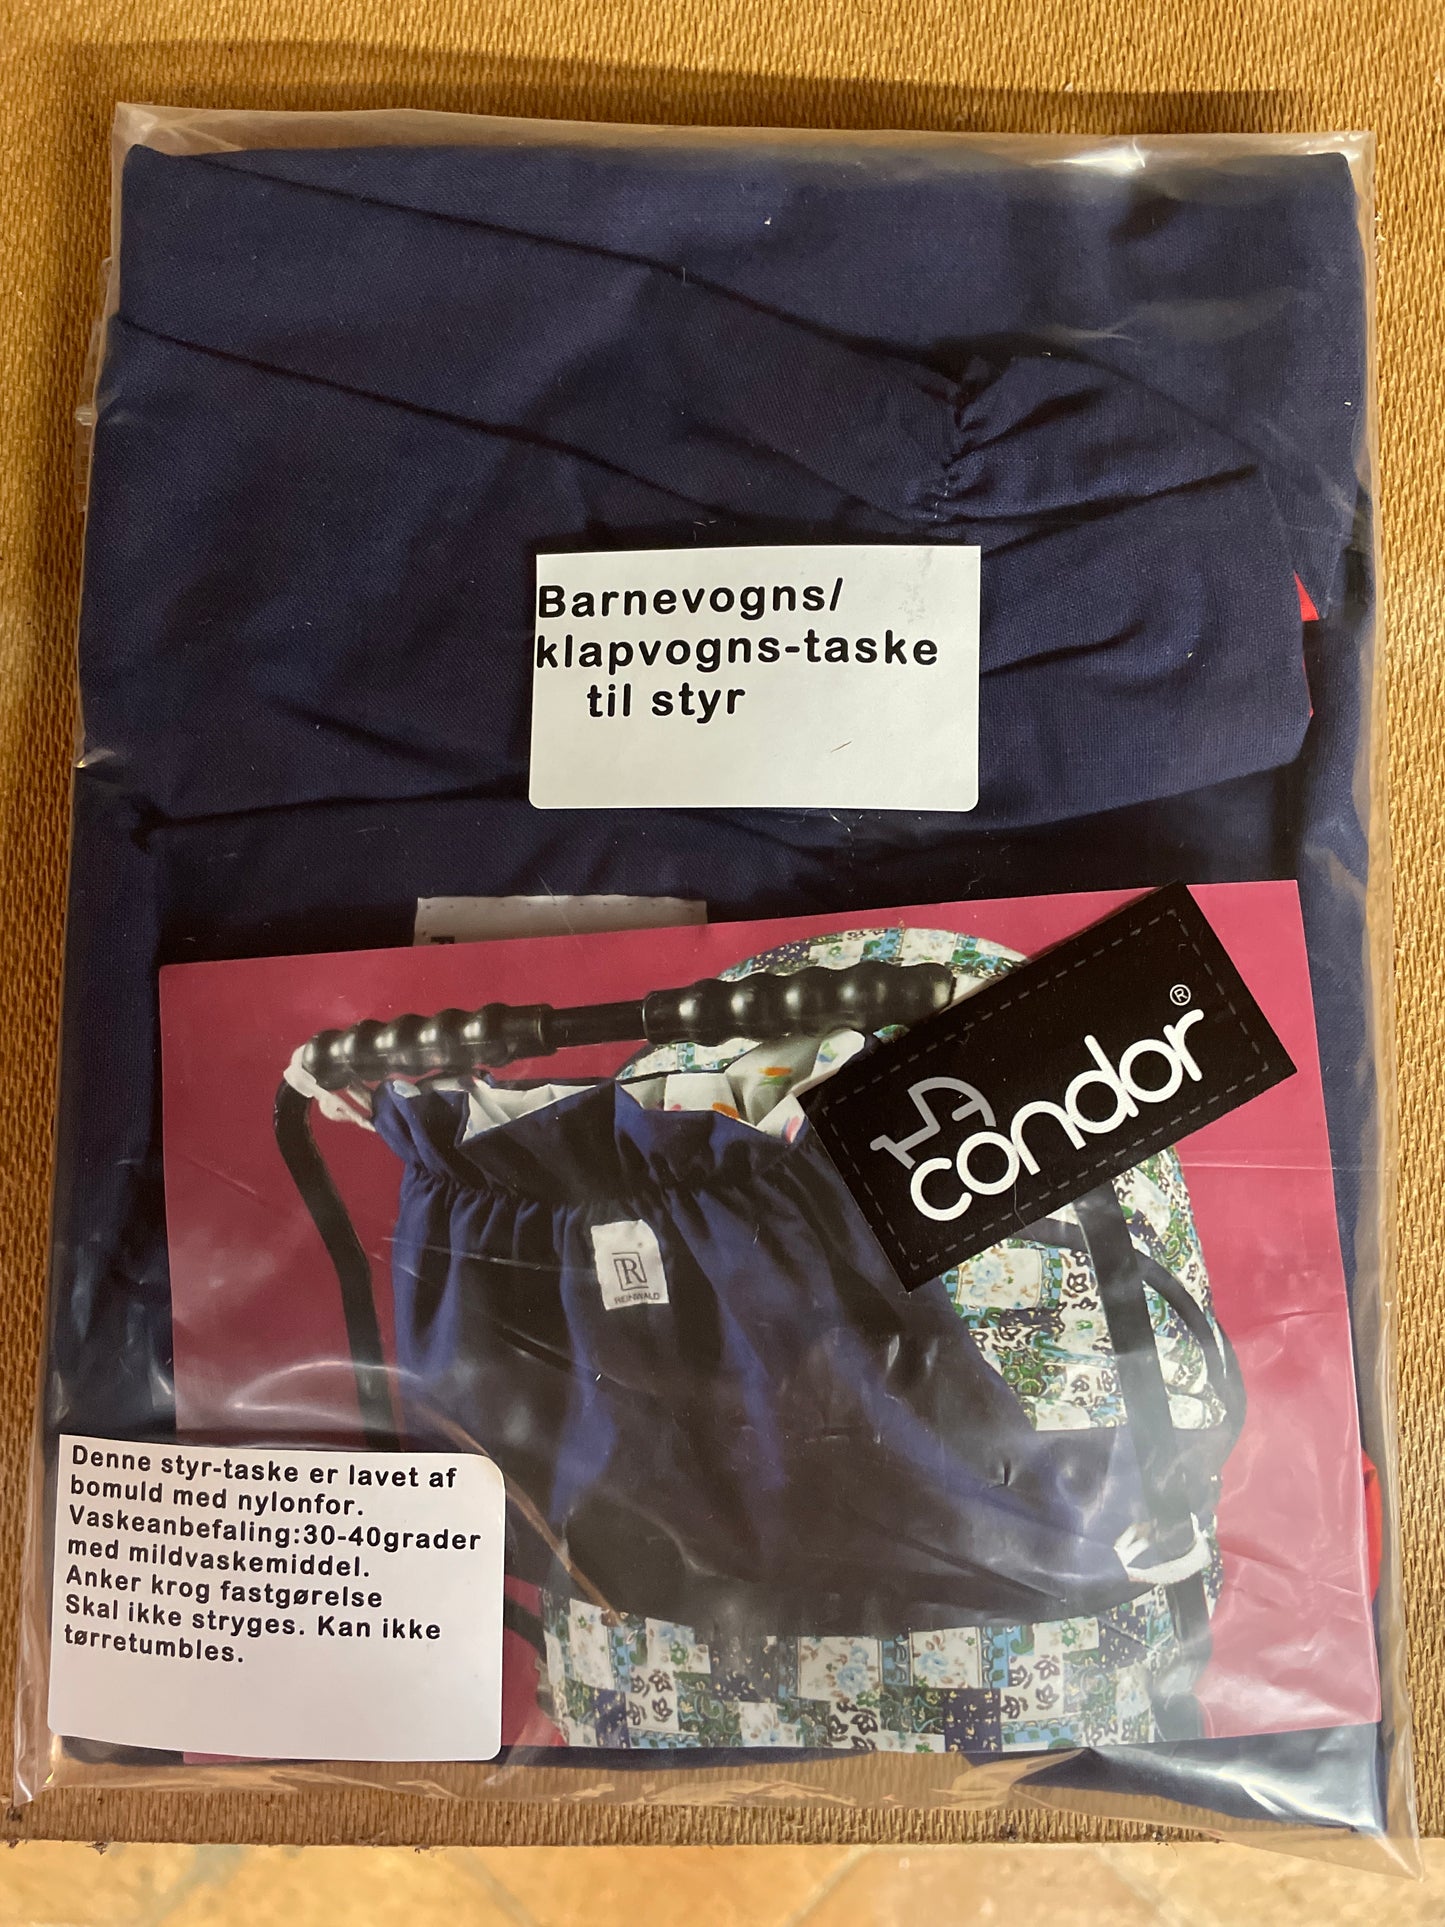 Barnevogns/
klapvogns-taske
til styr
condor®
R
REINWALD
Denne styr-taske er lavet af
bomuld med nylonfor.
Vaskeanbefaling:30-40grader
med mildvaskemiddel.
Anker krog fastgørelse
Skal ikke stryges. Kan ikke
tørretumbles.